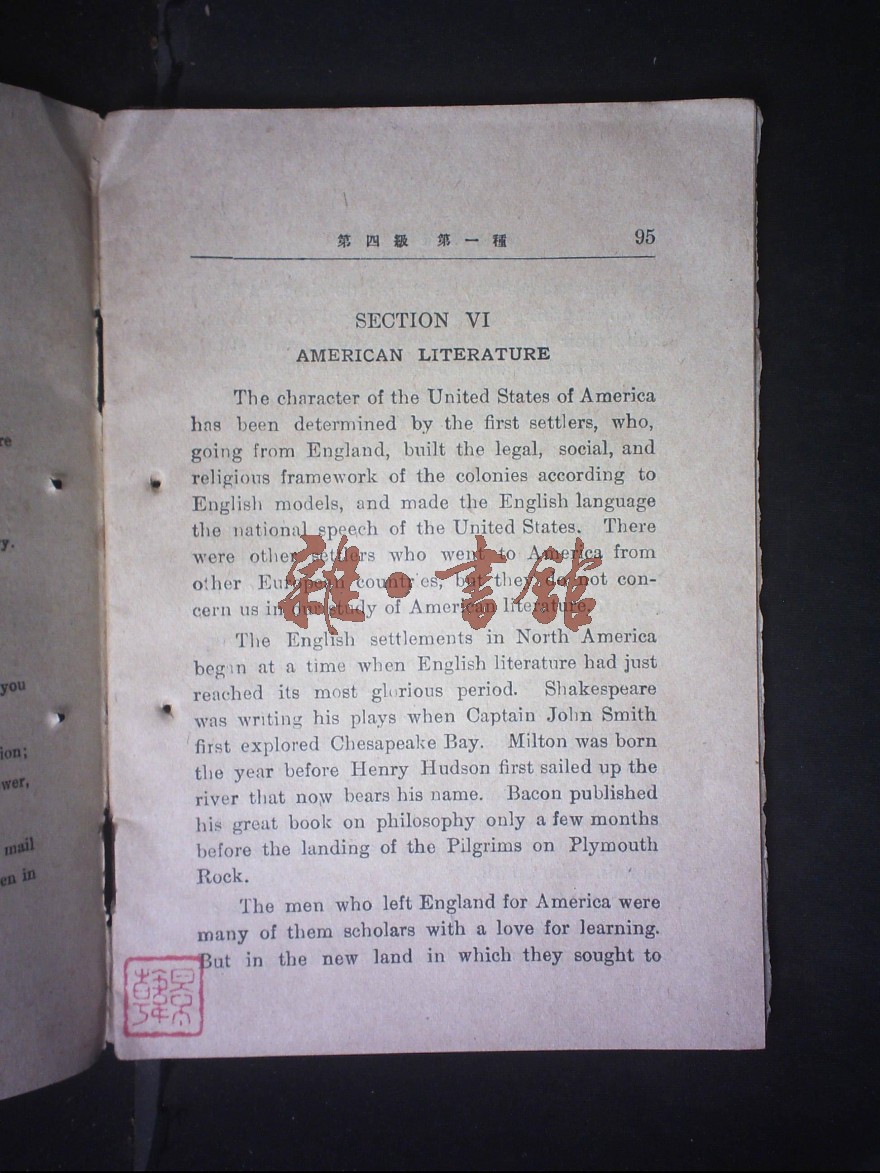 re
y.
you
ion;
wer,
mail
en in
第四級 第一種 95
SECTION VI
AMERICAN LITERATURE
The character of the United States of America
has been determined by the first settlers, who,
going from England, built the legal, social, and
religious framework of the colonies according to
English models, and made the English language
the national speech of the United States. There
were other settlers who went to America from
other European countries, but they do not con-
cern us in our study of American literature.
The English settlements in North America
began at a time when English literature had just
reached its most glorious period. Shakespeare
was writing his plays when Captain John Smith
first explored Chesapeake Bay. Milton was born
the year before Henry Hudson first sailed up the
river that now bears his name. Bacon published
his great book on philosophy only a few months
before the landing of the Pilgrims on Plymouth
Rock.
The men who left England for America were
many of them scholars with a love for learning.
But in the new land in which they sought to
雜·書館